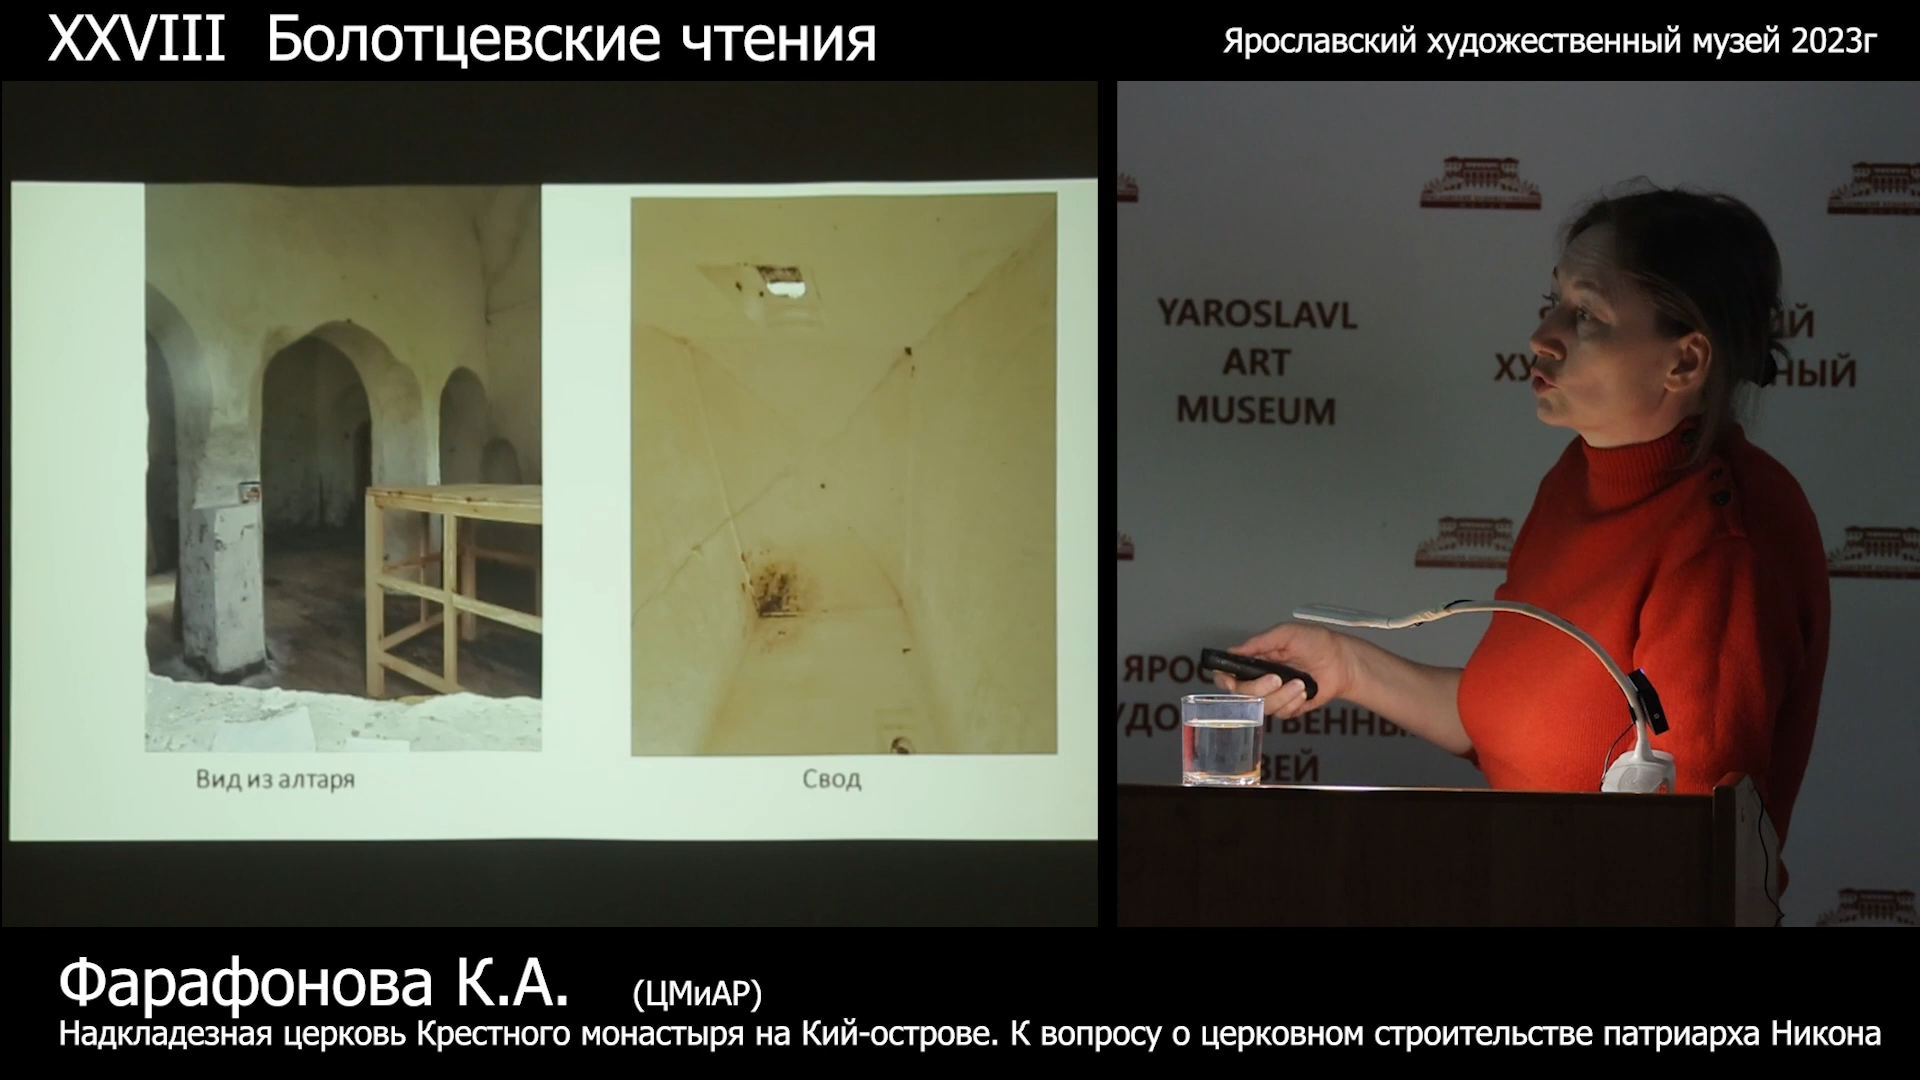 XXVIII Болотцевские чтения
Ярославский художественный музей 2023г
Вид из алтаря
Свод
YAROSLAVL
ART
MUSEUM
Фарафонова К.А. (ЦМиАР)
Надкладезная церковь Крестного монастыря на Кий-острове. К вопросу о церковном строительстве патриарха Никона